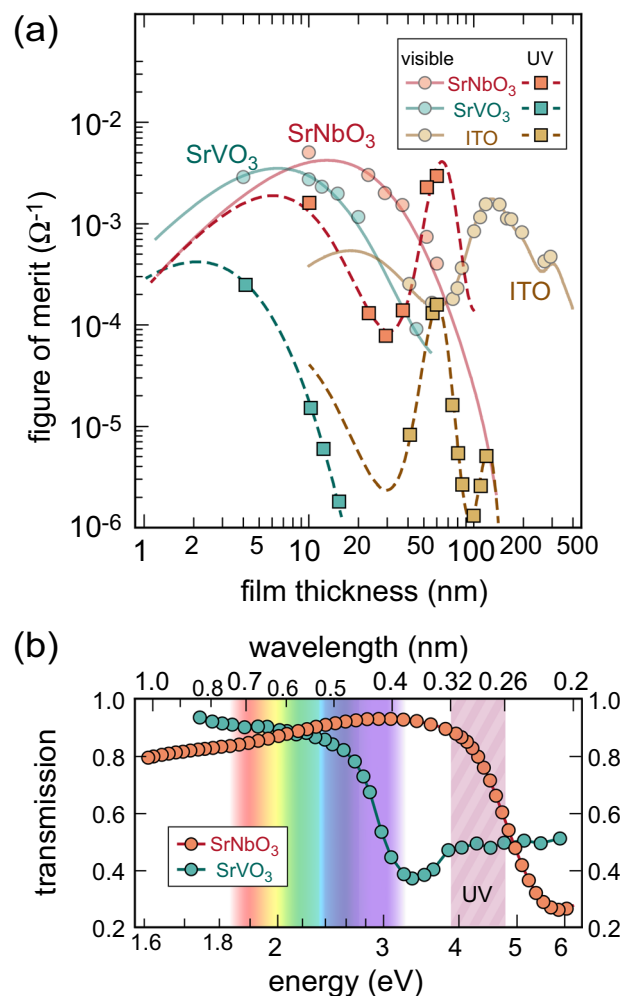 (a)
visible UV
SrNbO₃
SrVO₃
ITO
SrNbO₃
SrVO₃
ITO
figure of merit (Ω⁻¹)
10⁻²
10⁻³
10⁻⁴
10⁻⁵
10⁻⁶
1 2 5 10 20 50 100 200 500
film thickness (nm)
(b)
wavelength (nm)
1.0 0.8 0.7 0.6 0.5 0.4 0.32 0.26 0.2
1.0 1.0
0.8 0.8
0.6 0.6
0.4 0.4
0.2 0.2
transmission
SrNbO₃
SrVO₃
UV
1.6 1.8 2 3 4 5 6
energy (eV)